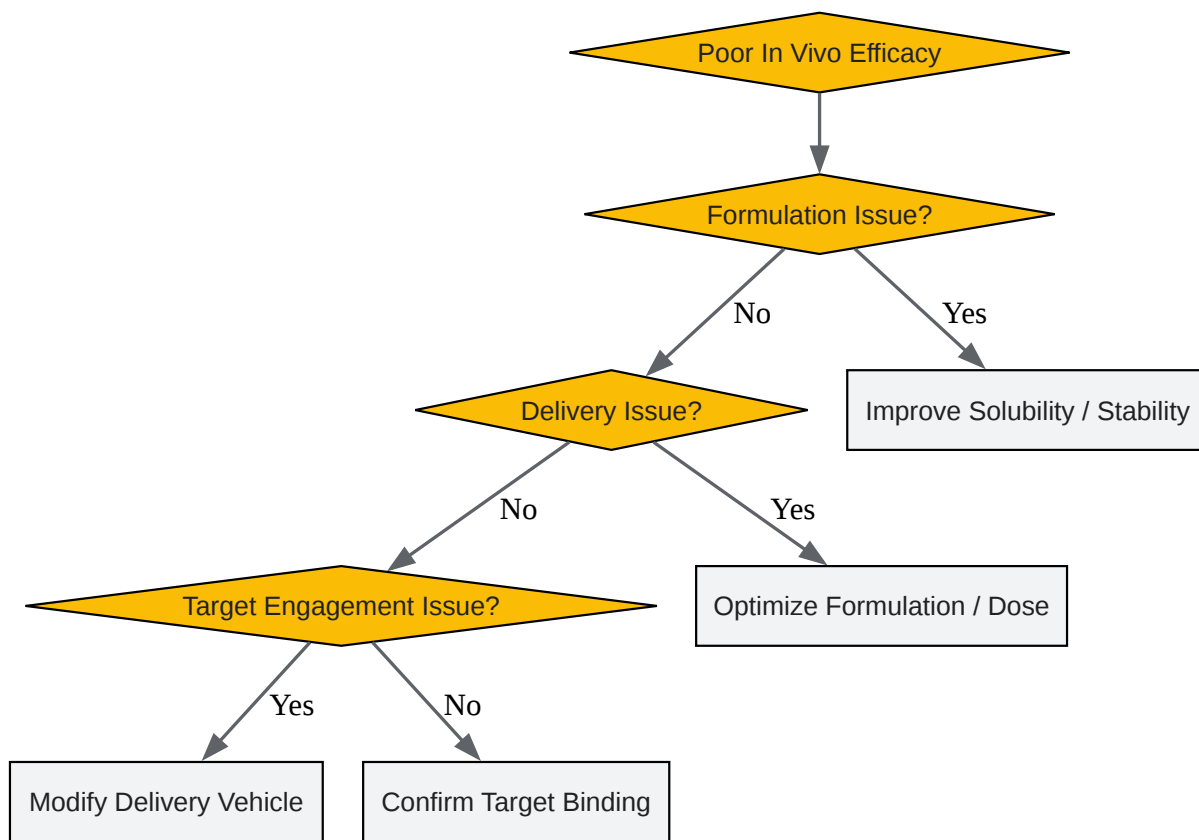 Poor In Vivo Efficacy
Formulation Issue?
No
Yes
Delivery Issue?
Improve Solubility / Stability
No
Yes
Target Engagement Issue?
Optimize Formulation / Dose
Yes
No
Modify Delivery Vehicle
Confirm Target Binding